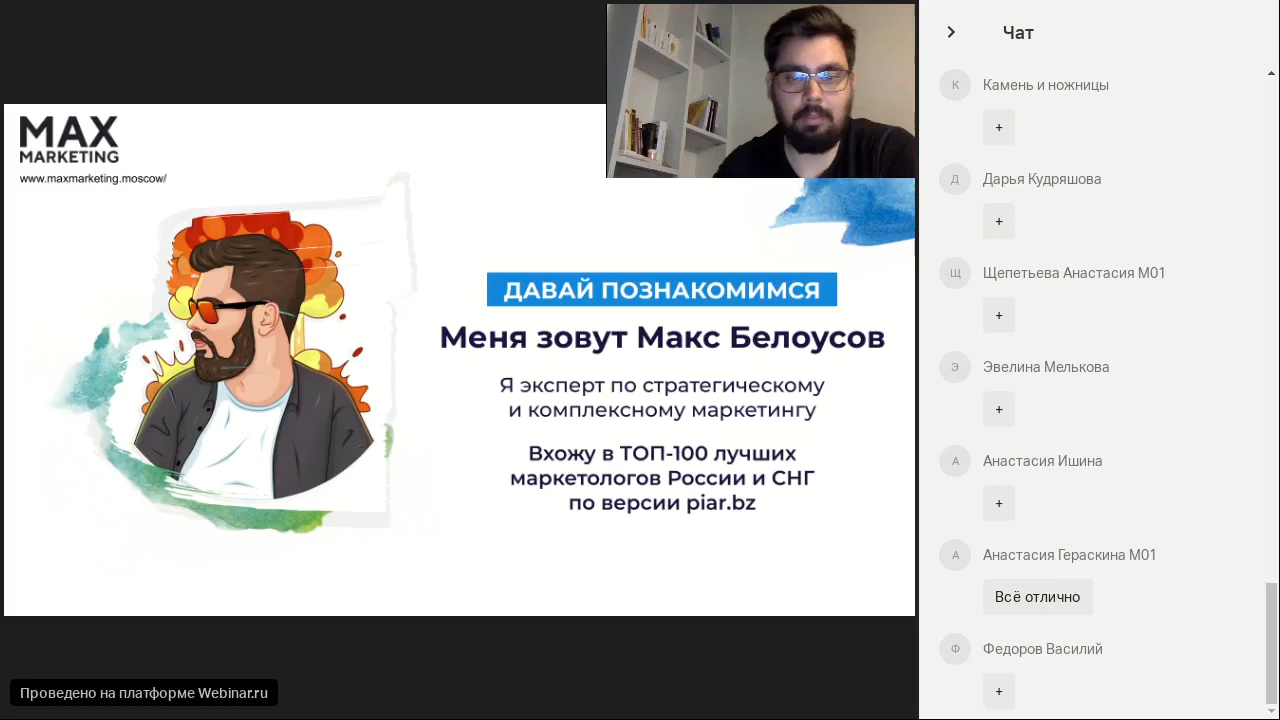 MAX
MARKETING
www.maxmarketing.moscow/
ДАВАЙ ПОЗНАКОМИМСЯ
Меня зовут Макс Белоусов
Я эксперт по стратегическому
и комплексному маркетингу
Вхожу в ТОП-100 лучших
маркетологов России и СНГ
по версии piar.bz
Проведено на платформе Webinar.ru
Чат
К
Камень и ножницы
+
Д
Дарья Кудряшова
+
Щ
Щепетьева Анастасия М01
+
Э
Эвелина Мелькова
+
А
Анастасия Ишина
+
А
Анастасия Гераскина М01
Всё отлично
Ф
Федоров Василий
+